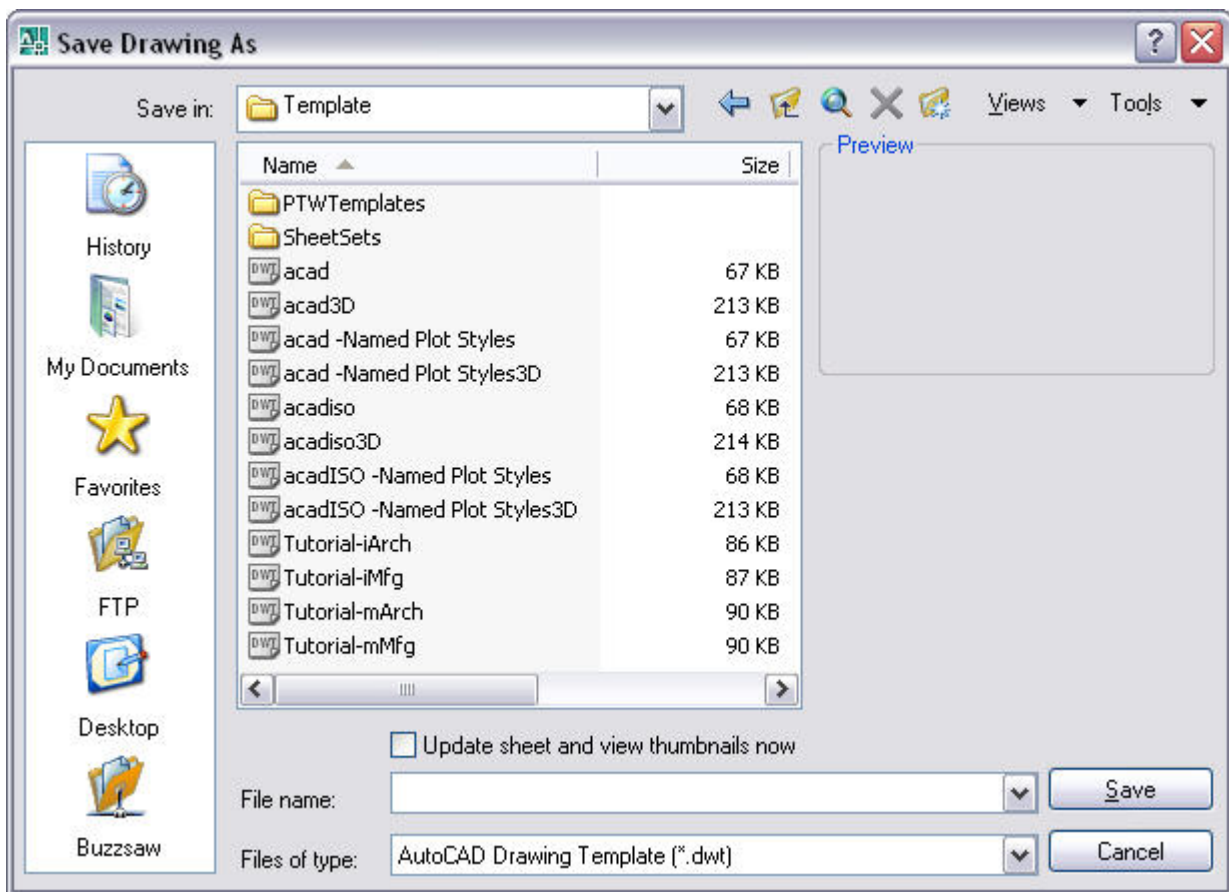 Save Drawing As
Save in: Template Views Tools
Name Size
Preview
PTWTemplates
SheetSets
acad 67 KB
acad3D 213 KB
acad -Named Plot Styles 67 KB
acad -Named Plot Styles3D 213 KB
acadiso 68 KB
acadiso3D 214 KB
acadISO -Named Plot Styles 68 KB
acadISO -Named Plot Styles3D 213 KB
Tutorial-iArch 86 KB
Tutorial-iMfg 87 KB
Tutorial-mArch 90 KB
Tutorial-mMfg 90 KB
History
My Documents
Favorites
FTP
Desktop
Buzzsaw
Update sheet and view thumbnails now
File name: Save
Files of type: AutoCAD Drawing Template (*.dwt) Cancel